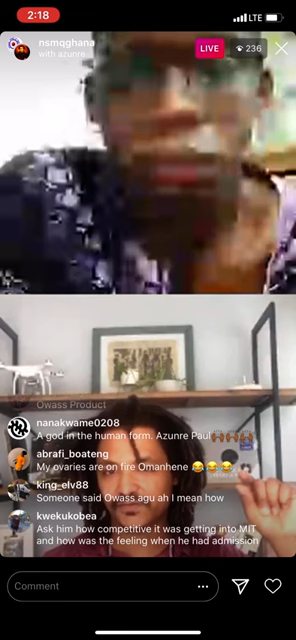 2:18
LTE
nsmqghana
with azunre...
LIVE
236
Owass Product
nanakwame0208
A god in the human form. Azunre Paul
abrafi_boateng
My ovaries are on fire Omanhene 😂😂😂
king_elv88
Someone said Owass agu ah I mean how
kwekukobea
Ask him how competitive it was getting into MIT
and how was the feeling when he had admission
Comment